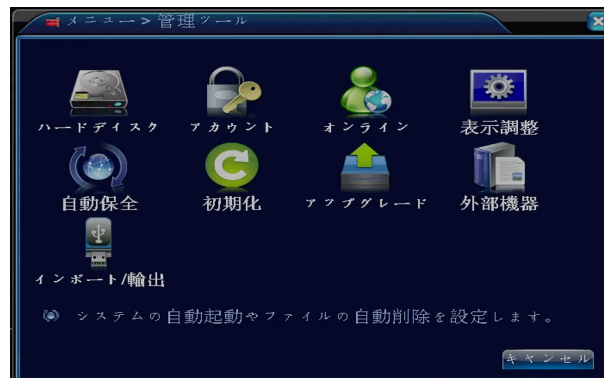 メニュー > 管理ツール
ハードディスク アカウント オンライン 表示調整
自動保全 初期化 アップグレード 外部機器
インポート/輸出
システムの自動起動やファイルの自動削除を設定します。
キャンセル